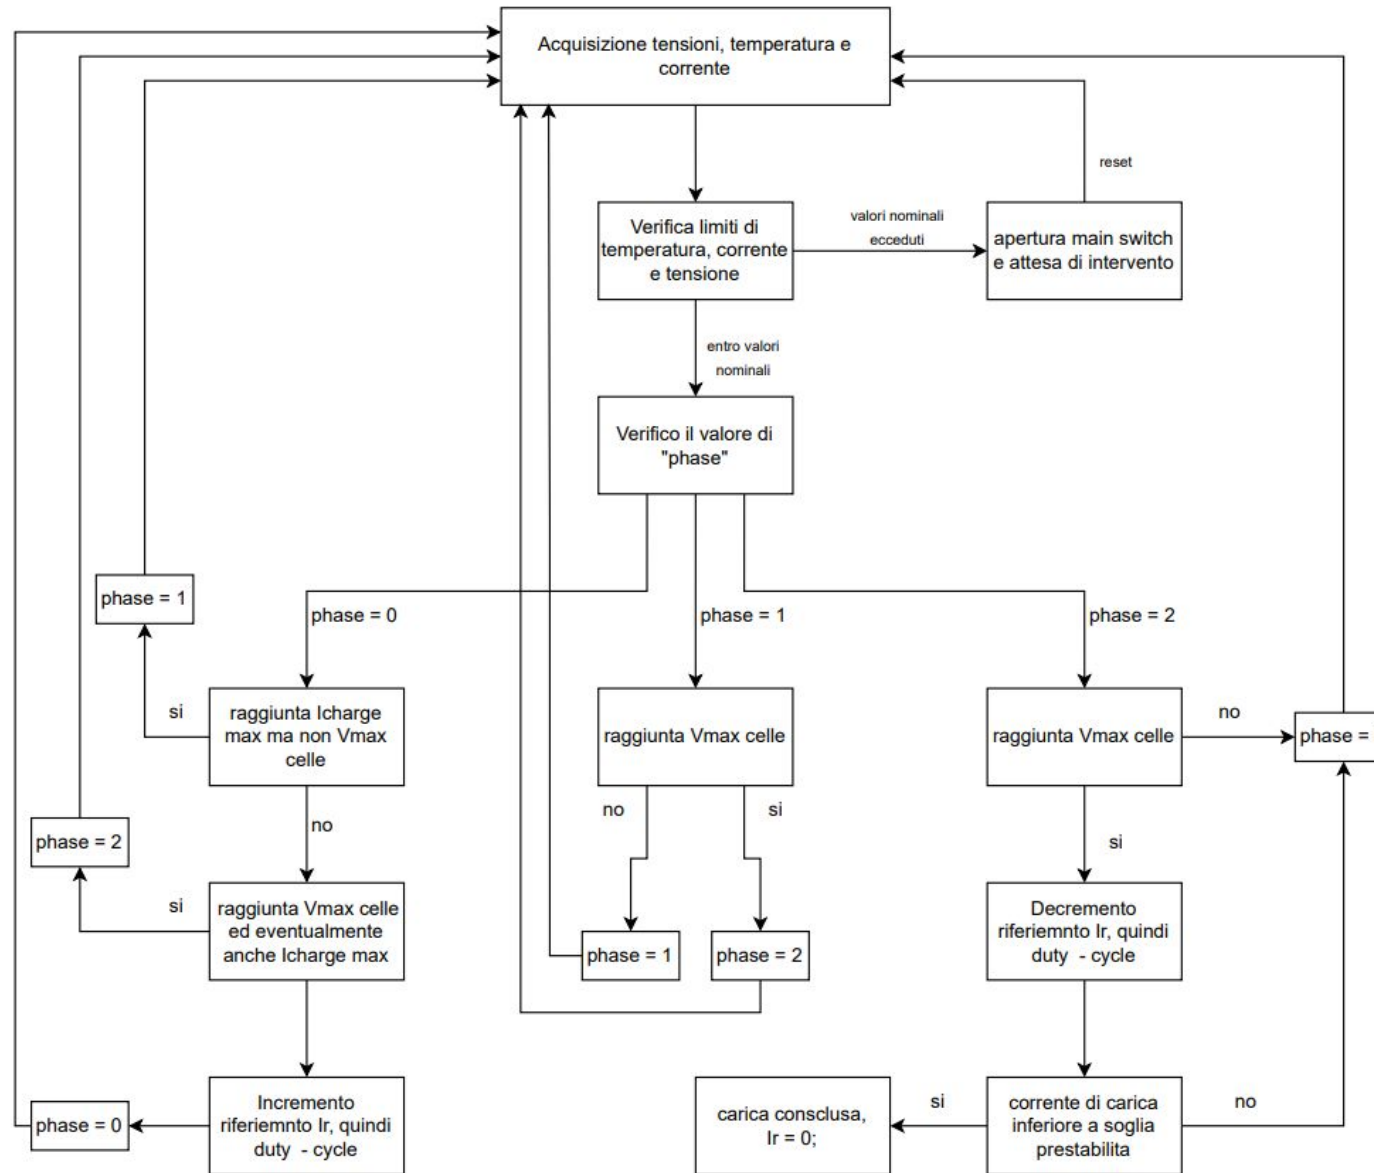 Acquisizione tensioni, temperatura e
corrente
reset
Verifica limiti di
temperatura, corrente
e tensione
valori nominali
ecceduti
apertura main switch
e attesa di intervento
entro valori
nominali
Verifico il valore di
"phase"
phase = 1
phase = 0
phase = 1
phase = 2
si
raggiunta Icharge
max ma non Vmax
celle
raggiunta Vmax celle
raggiunta Vmax celle
no
phase =
no
no
si
si
phase = 2
si
raggiunta Vmax celle
ed eventualmente
anche Icharge max
phase = 1
phase = 2
Decremento
riferiemnto Ir, quindi
duty - cycle
phase = 0
Incremento
riferiemnto Ir, quindi
duty - cycle
carica consclusa,
Ir = 0;
si
corrente di carica
inferiore a soglia
prestabilita
no